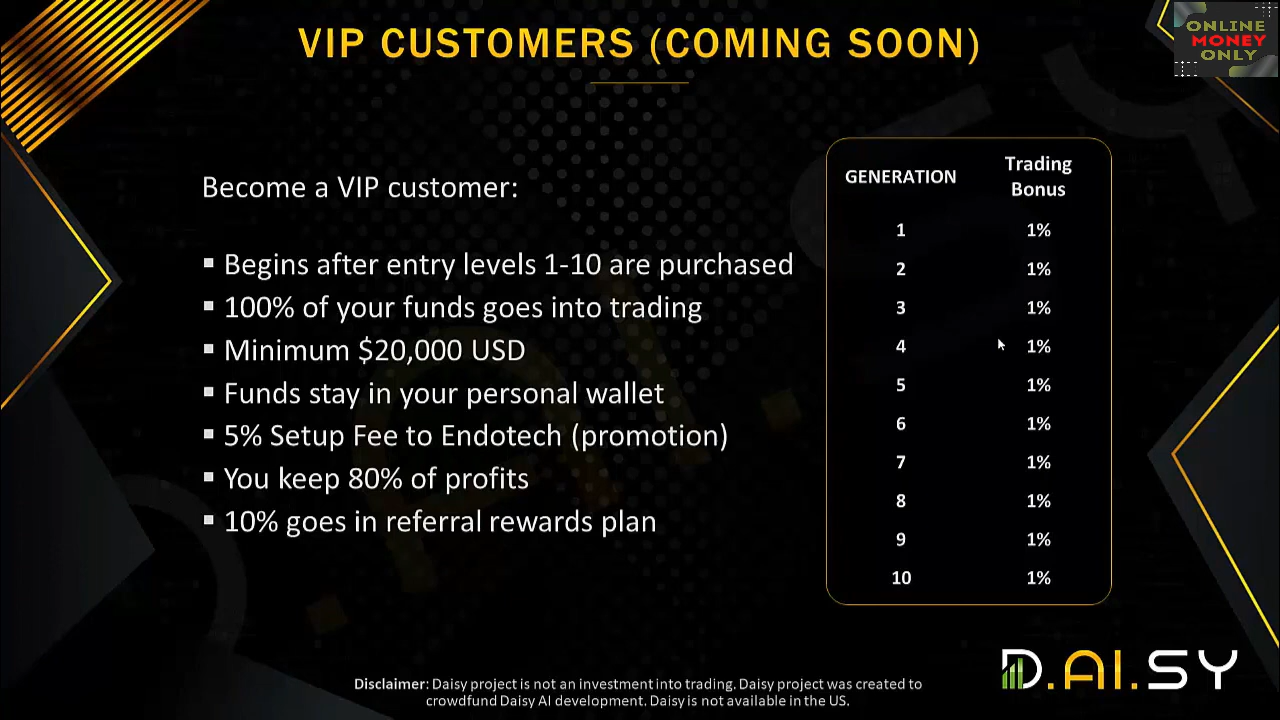 VIP CUSTOMERS (COMING SOON)
ONLINE
MONEY
ONLY
Become a VIP customer:
▪ Begins after entry levels 1-10 are purchased
▪ 100% of your funds goes into trading
▪ Minimum $20,000 USD
▪ Funds stay in your personal wallet
▪ 5% Setup Fee to Endotech (promotion)
▪ You keep 80% of profits
▪ 10% goes in referral rewards plan
GENERATION Trading Bonus
1 1%
2 1%
3 1%
4 1%
5 1%
6 1%
7 1%
8 1%
9 1%
10 1%
D.AI.SY
Disclaimer: Daisy project is not an investment into trading. Daisy project was created to
crowdfund Daisy AI development. Daisy is not available in the US.